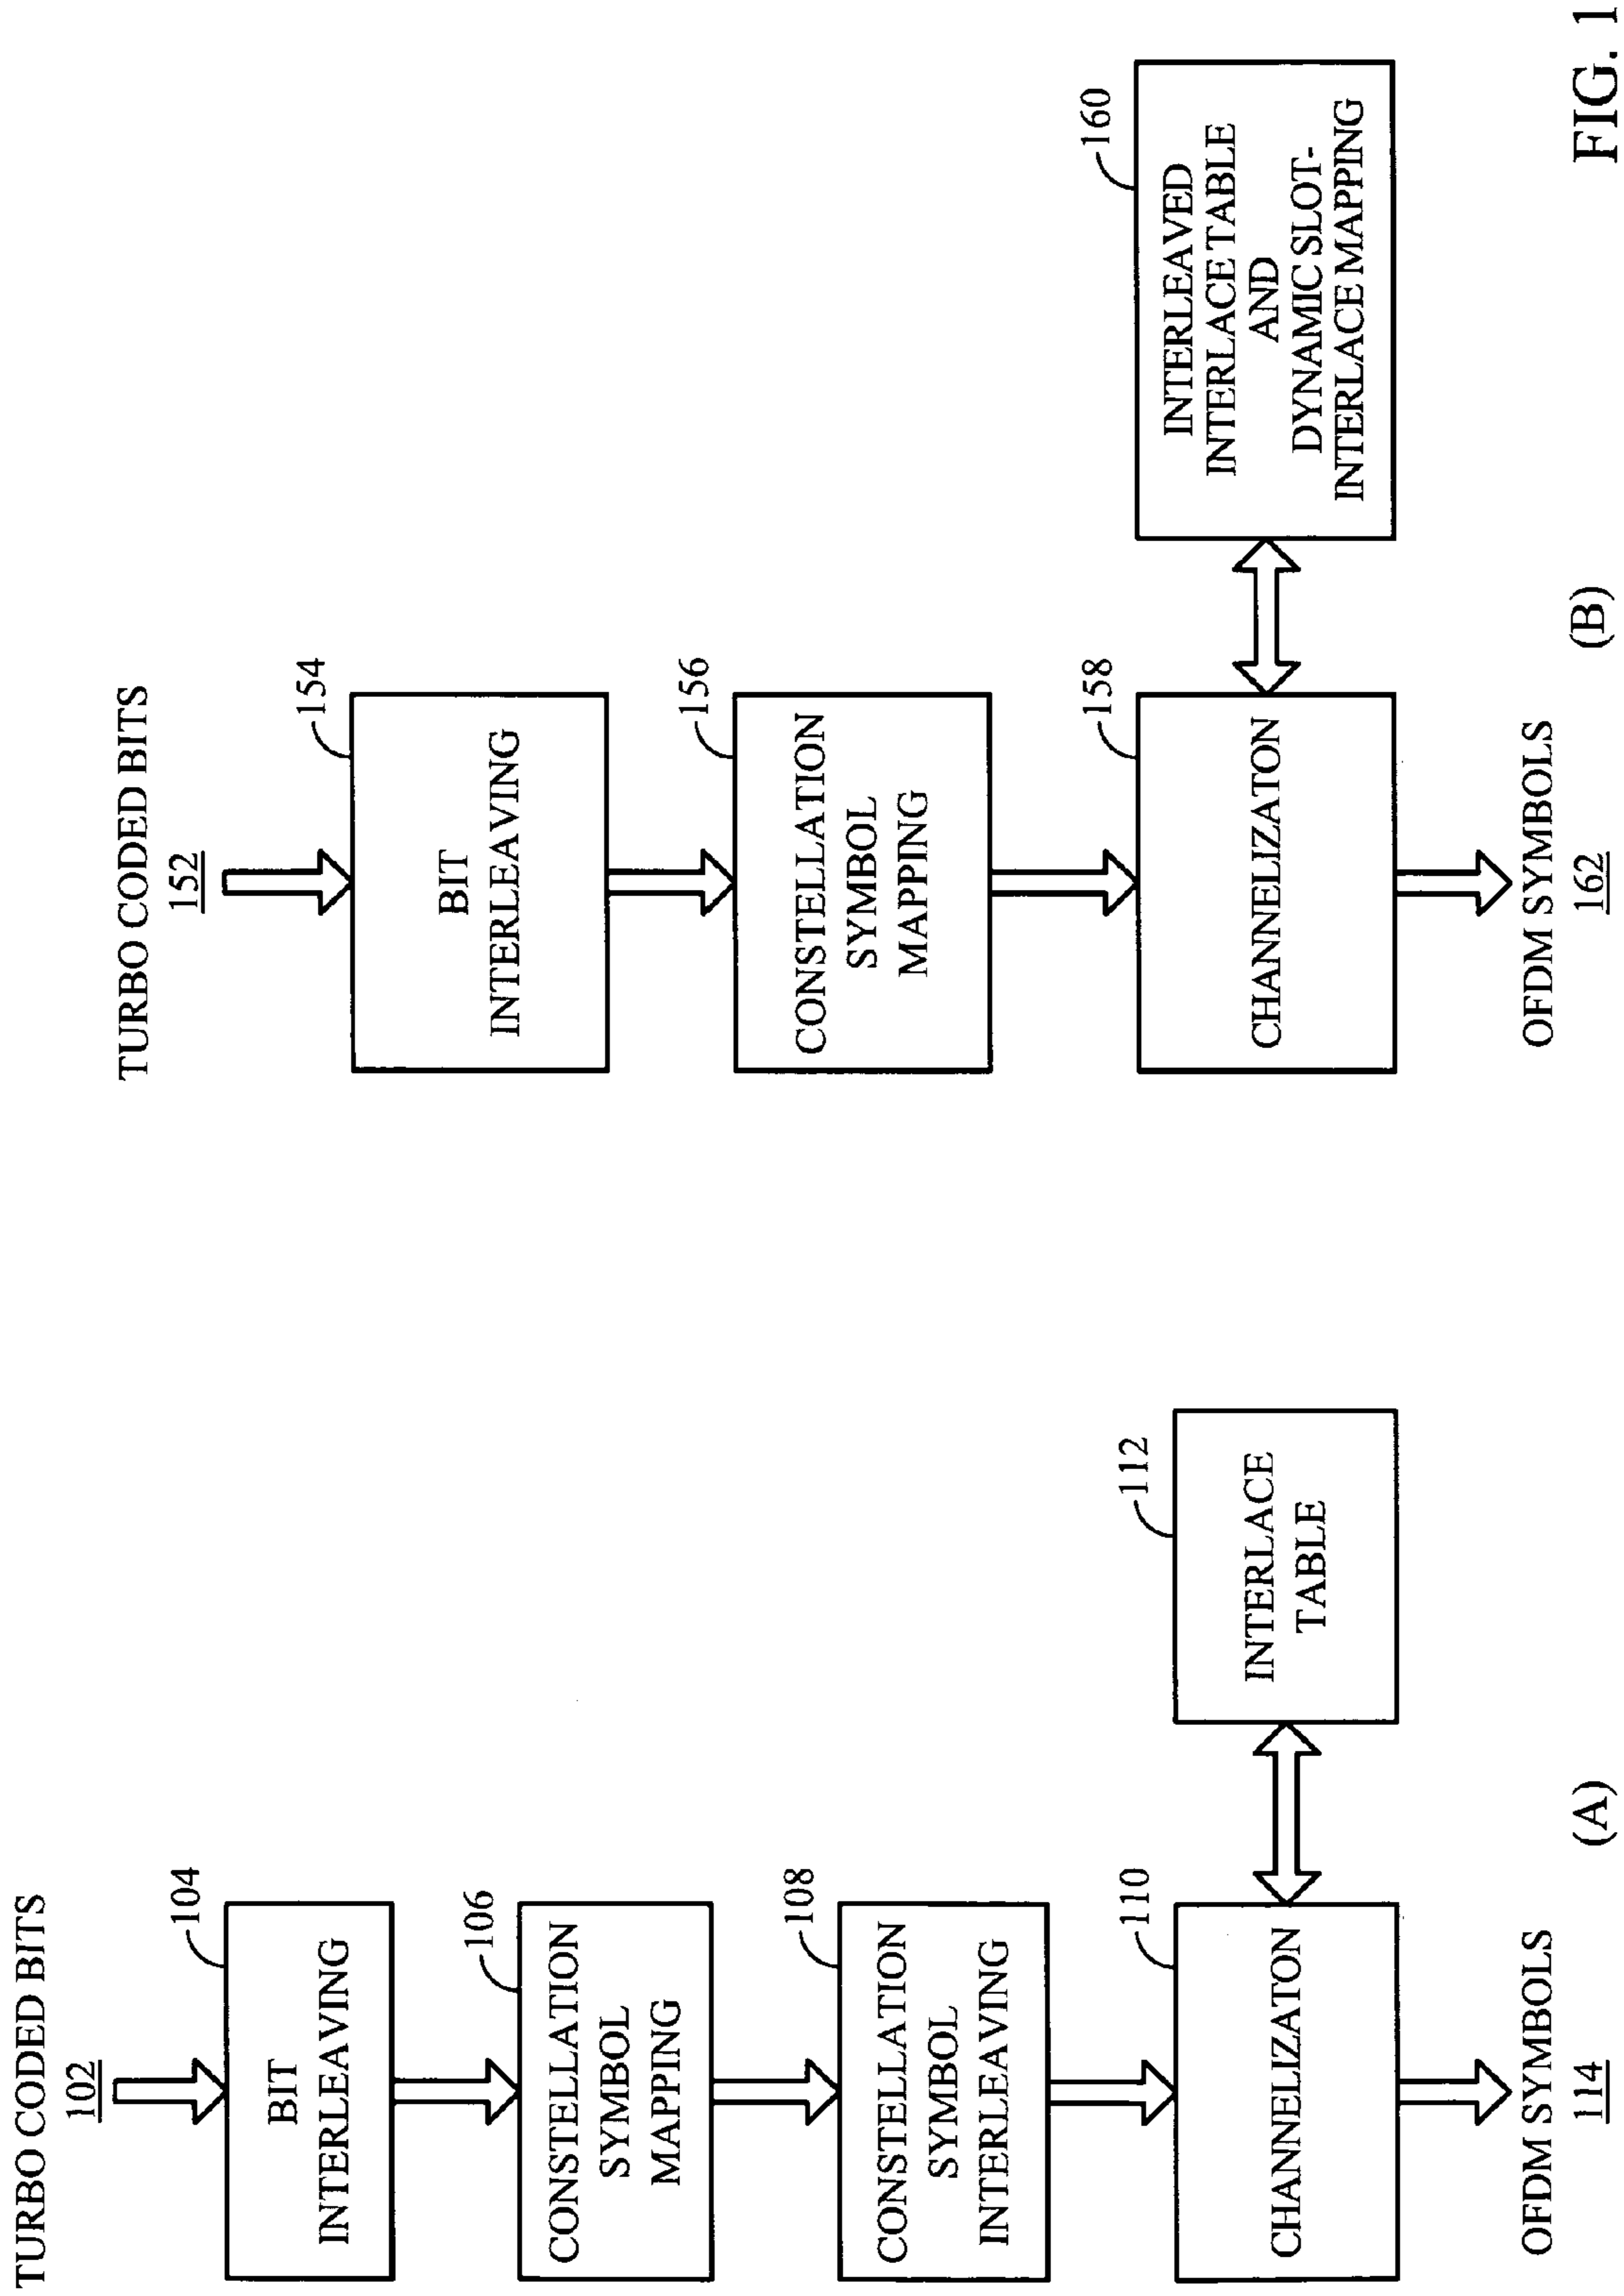 TURBO CODED BITS
102
104
BIT
INTERLEAVING
106
CONSTELLATION
SYMBOL
MAPPING
108
CONSTELLATION
SYMBOL
INTERLEAVING
110
CHANNELIZATON
112
INTERLACE
TABLE
OFDM SYMBOLS
114
(A)
TURBO CODED BITS
152
154
BIT
INTERLEAVING
156
CONSTELLATION
SYMBOL
MAPPING
158
CHANNELIZATON
160
INTERLEAVED
INTERLACE TABLE
AND
DYNAMIC SLOT-
INTERLACE MAPPING
OFDM SYMBOLS
162
(B)
FIG. 1